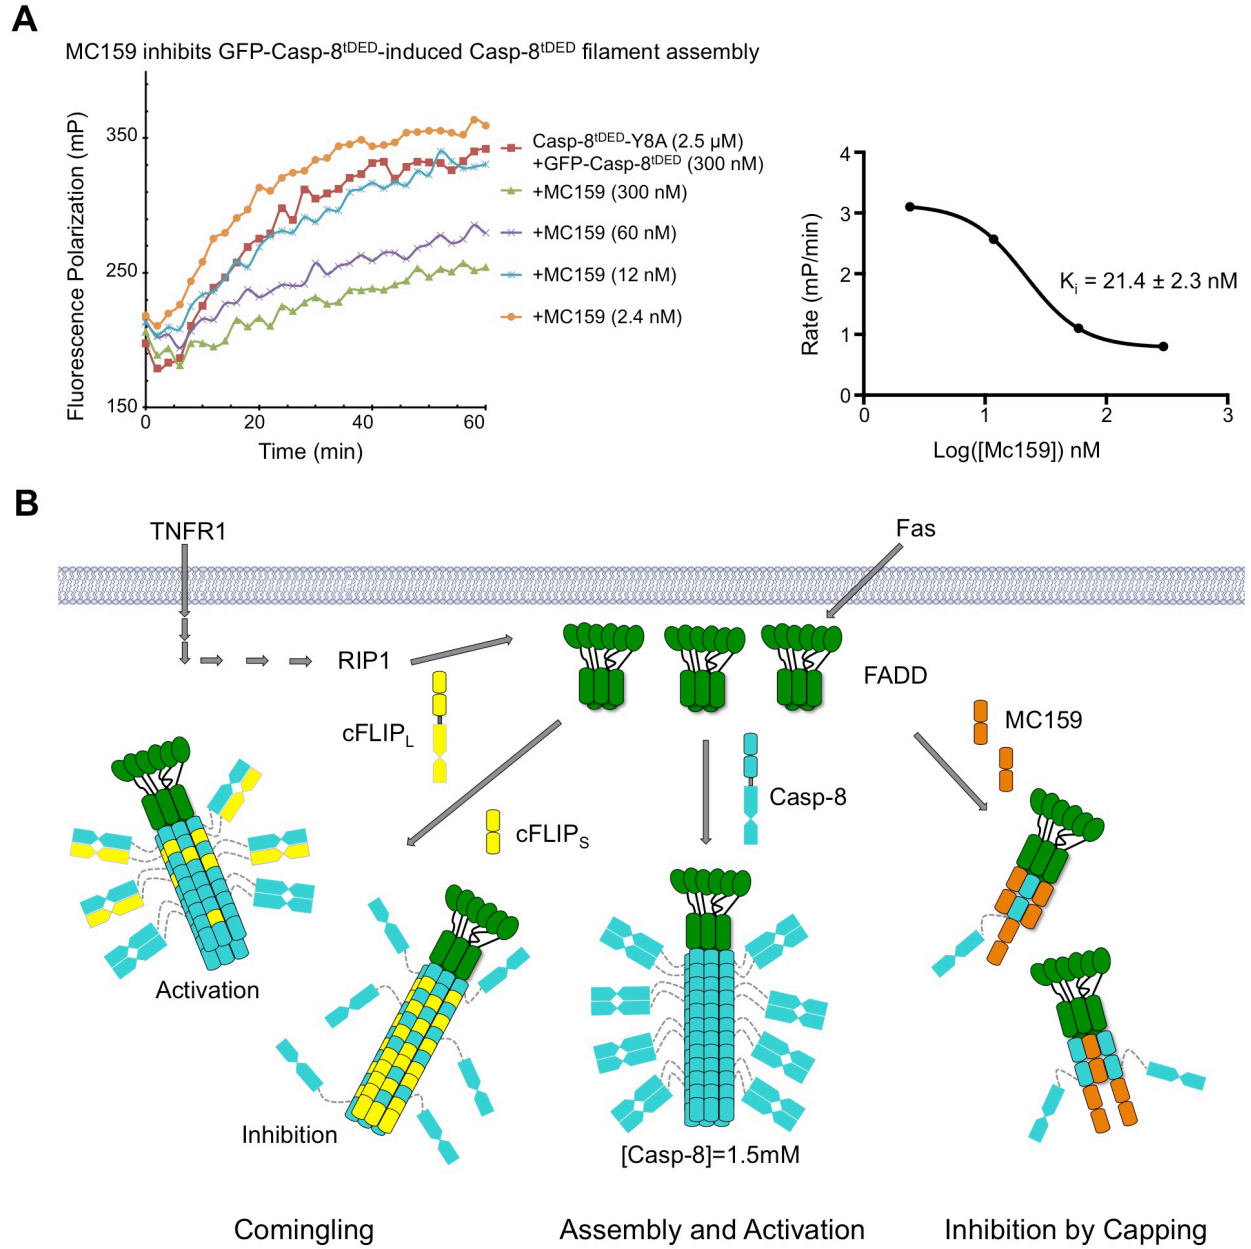 A
MC159 inhibits GFP-Casp-8tDED-induced Casp-8tDED filament assembly
Fluorescence Polarization (mP)
350
250
150
0
20
40
60
Time (min)
Casp-8tDED-Y8A (2.5 µM)
+GFP-Casp-8tDED (300 nM)
+MC159 (300 nM)
+MC159 (60 nM)
+MC159 (12 nM)
+MC159 (2.4 nM)
Rate (mP/min)
4
3
2
1
0
0
1
2
3
Log([Mc159]) nM
Ki = 21.4 ± 2.3 nM
B
TNFR1
Fas
RIP1
FADD
cFLIPL
MC159
Casp-8
cFLIPS
Activation
Inhibition
[Casp-8]=1.5mM
Comingling
Assembly and Activation
Inhibition by Capping